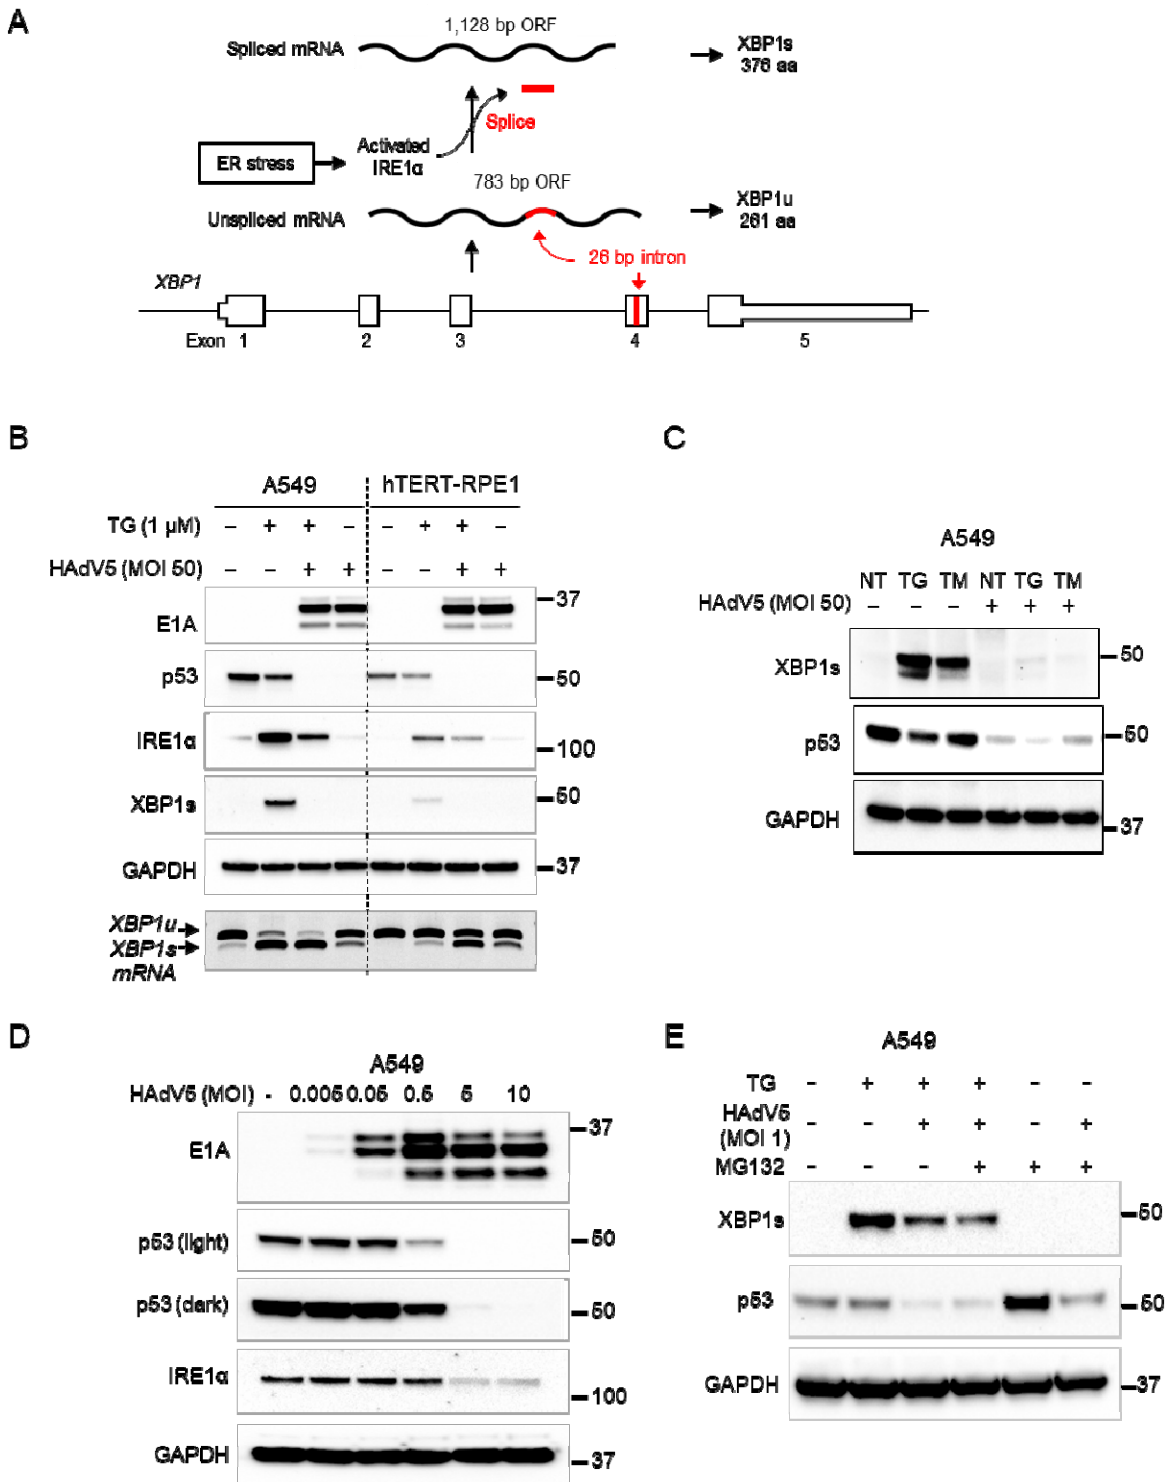 A
1,128 bp ORF
Spliced mRNA
XBP1s
376 aa
Splice
Activated
IRE1α
ER stress
783 bp ORF
XBP1u
261 aa
Unspliced mRNA
26 bp intron
XBP1
Exon 1 2 3 4 5
B
A549 hTERT-RPE1
TG (1 µM) – + + – – + + –
HAdV5 (MOI 50) – – + + – – + +
E1A 37
p53 50
IRE1α 100
XBP1s 50
GAPDH 37
XBP1u
XBP1s
mRNA
C
A549
NT TG TM NT TG TM
HAdV5 (MOI 50) – – – + + +
XBP1s 50
p53 50
GAPDH 37
D
A549
HAdV5 (MOI) - 0.005 0.05 0.5 5 10
E1A 37
p53 (light) 50
p53 (dark) 50
IRE1α 100
GAPDH 37
E
A549
TG – + + + – –
HAdV5
(MOI 1) – – + + – +
MG132 – – – + + +
XBP1s 50
p53 50
GAPDH 37